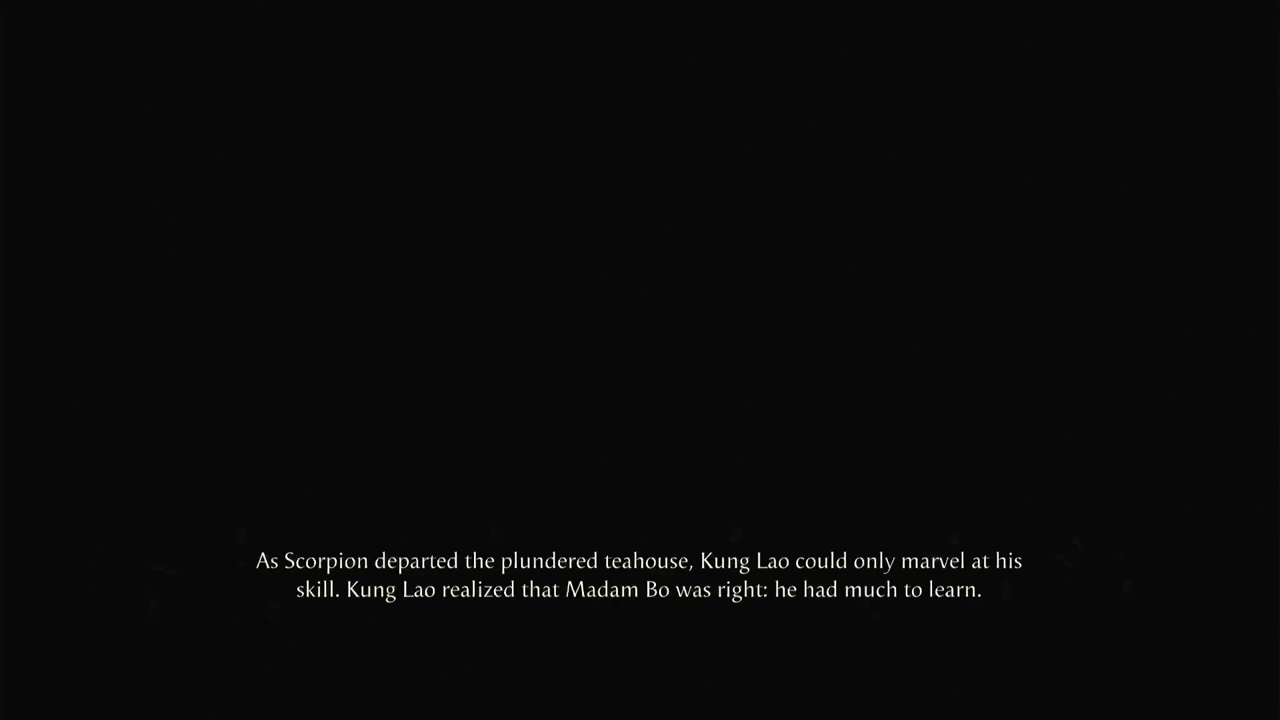 As Scorpion departed the plundered teahouse, Kung Lao could only marvel at his
skill. Kung Lao realized that Madam Bo was right: he had much to learn.